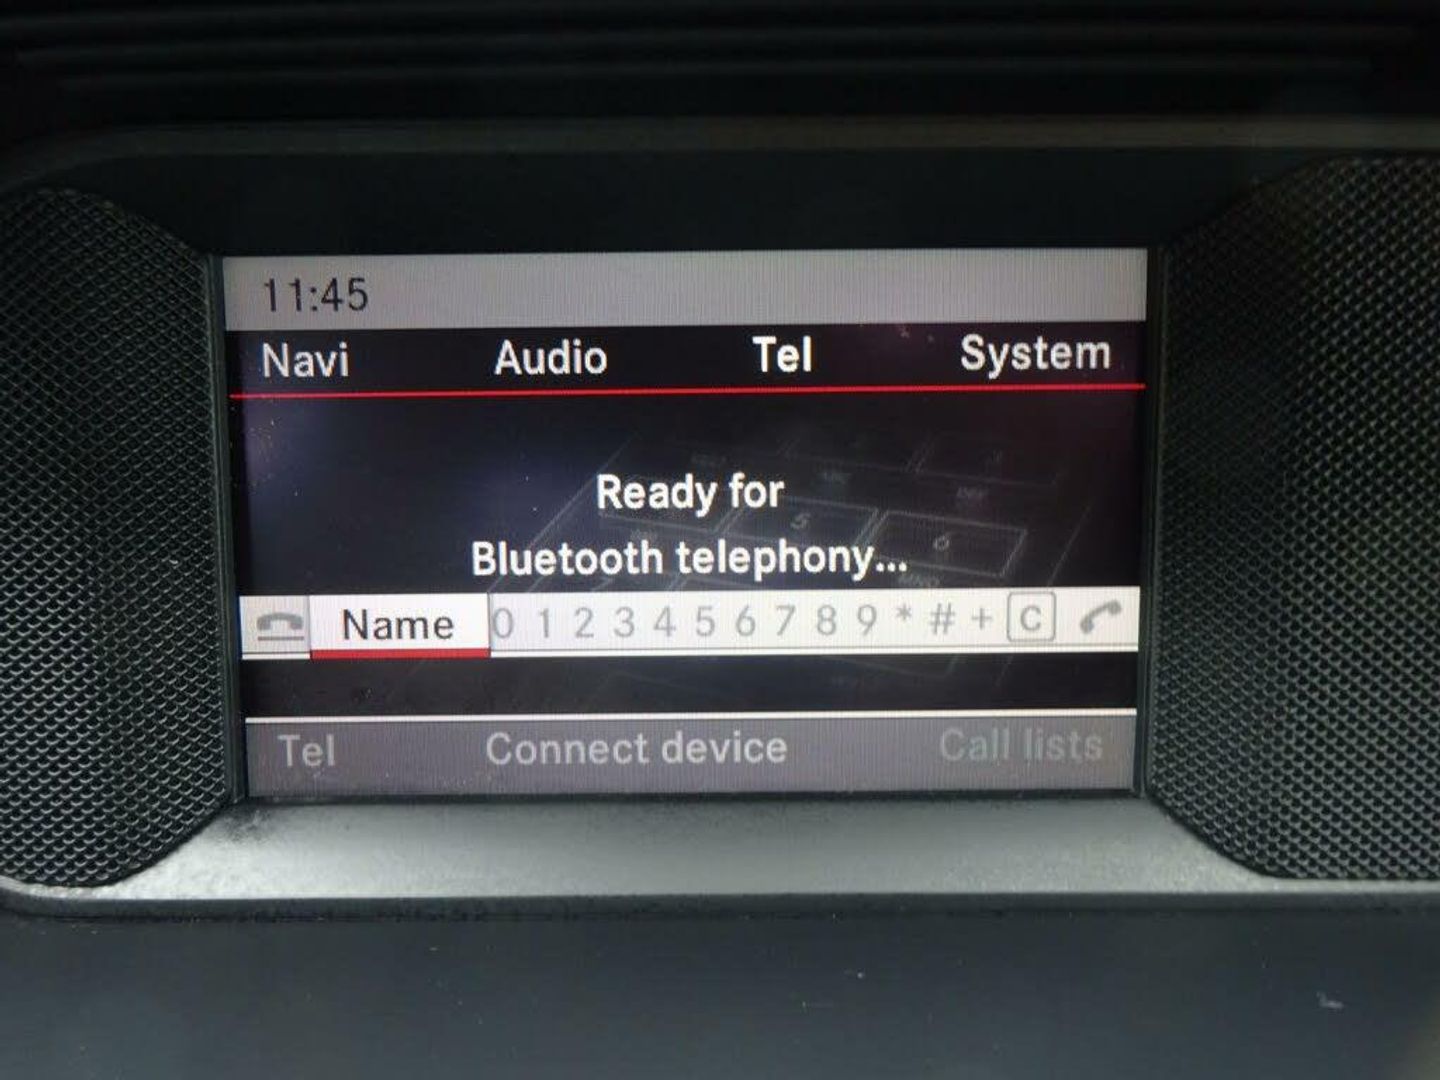 11:45
Navi Audio Tel System
Ready for
Bluetooth telephony...
Name 0 1 2 3 4 5 6 7 8 9 * # + C
Tel Connect device Call lists